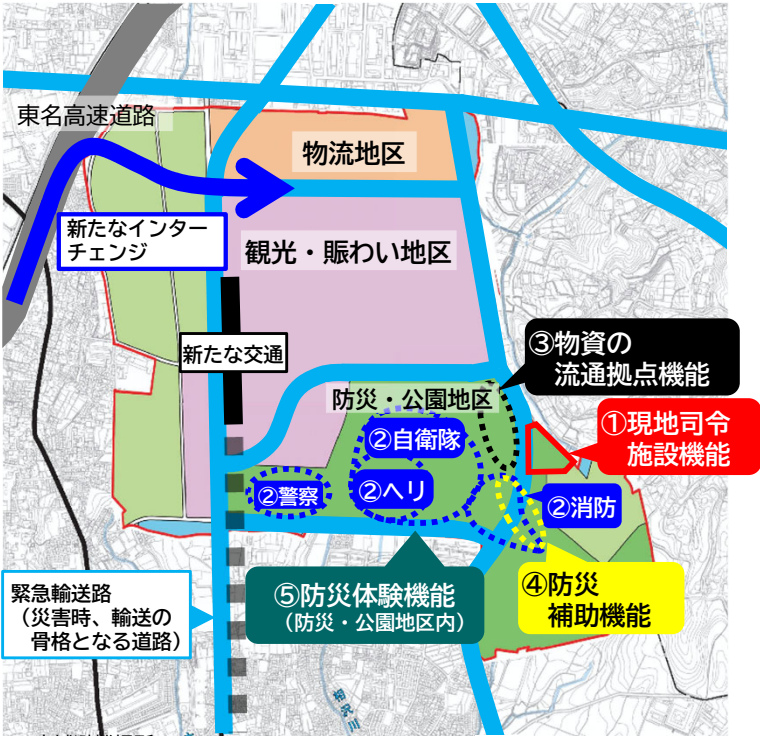 東名高速道路
物流地区
新たなインター
チェンジ
観光・賑わい地区
新たな交通
③物資の
流通拠点機能
防災・公園地区
①現地司令
施設機能
②自衛隊
②警察
②ヘリ
②消防
⑤防災体験機能
（防災・公園地区内）
④防災
補助機能
緊急輸送路
（災害時、輸送の
骨格となる道路）
相沢川